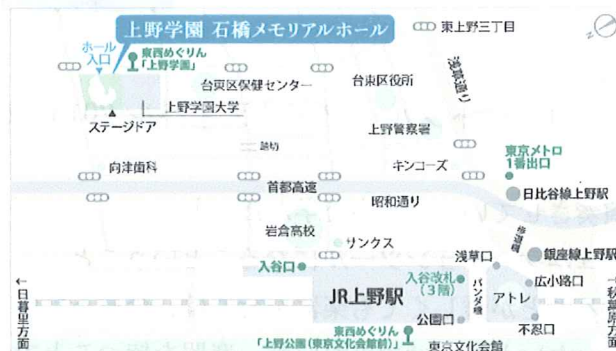 上野学園 石橋メモリアルホール
東上野三丁目
ホール
入口
東西めぐりん
「上野学園」
台東区保健センター
台東区役所
浅草通り
上野学園大学
ステージドア
上野警察署
踏切
東京メトロ
1番出口
向津歯科
キンコーズ
首都高速
昭和通り
日比谷線上野駅
岩倉高校
サンクス
歩道橋
浅草口
銀座線上野駅
入谷口
入谷改札
(3階)
JR上野駅
パンダ橋
アトレ
広小路口
←日暮里方面
公園口
不忍口
東西めぐりん
「上野公園(東京文化会館前)」
東京文化会館